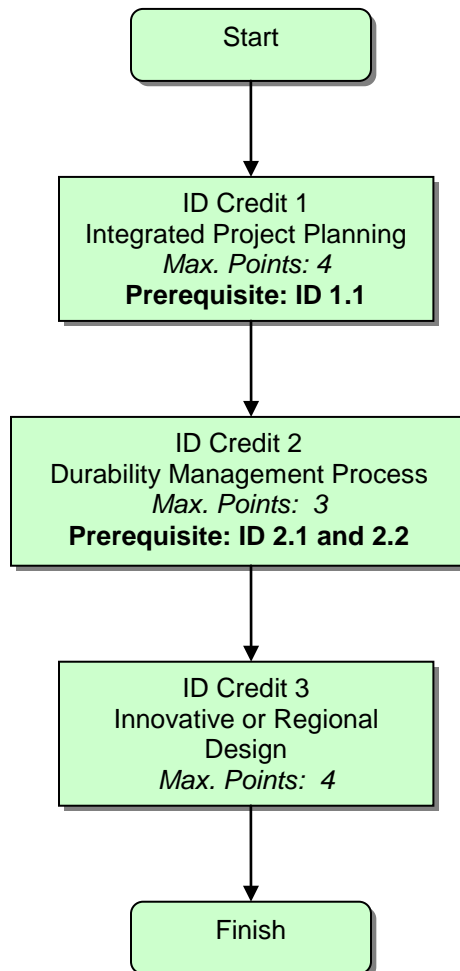 Start
ID Credit 1
Integrated Project Planning
Max. Points: 4
Prerequisite: ID 1.1
ID Credit 2
Durability Management Process
Max. Points:  3
Prerequisite: ID 2.1 and 2.2
ID Credit 3
Innovative or Regional
Design
Max. Points:  4
Finish